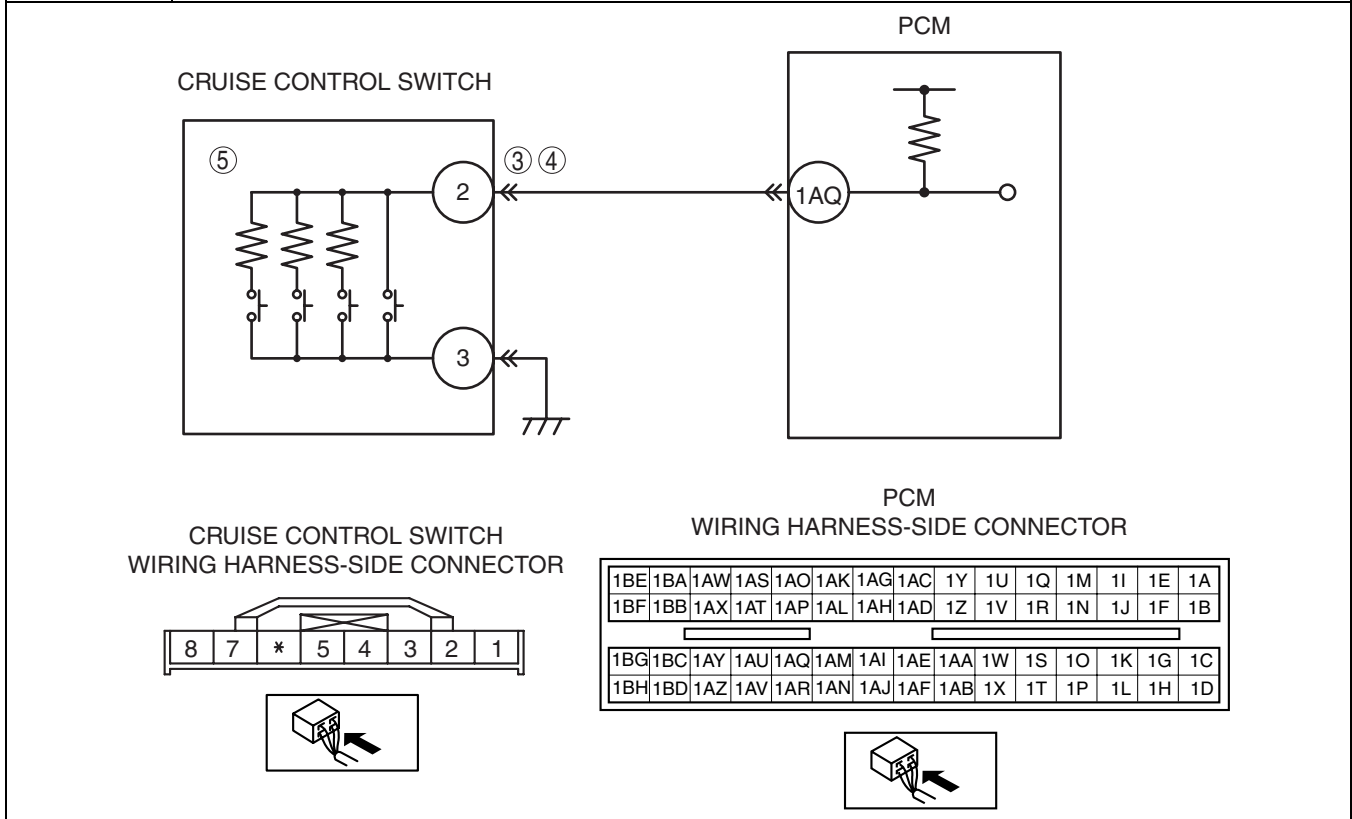 PCM
CRUISE CONTROL SWITCH
⑤
③ ④
2
1AQ
3
CRUISE CONTROL SWITCH
WIRING HARNESS-SIDE CONNECTOR
8 7 * 5 4 3 2 1
PCM
WIRING HARNESS-SIDE CONNECTOR
1BE 1BA 1AW 1AS 1AO 1AK 1AG 1AC 1Y 1U 1Q 1M 1I 1E 1A
1BF 1BB 1AX 1AT 1AP 1AL 1AH 1AD 1Z 1V 1R 1N 1J 1F 1B
1BG 1BC 1AY 1AU 1AQ 1AM 1AI 1AE 1AA 1W 1S 1O 1K 1G 1C
1BH 1BD 1AZ 1AV 1AR 1AN 1AJ 1AF 1AB 1X 1T 1P 1L 1H 1D